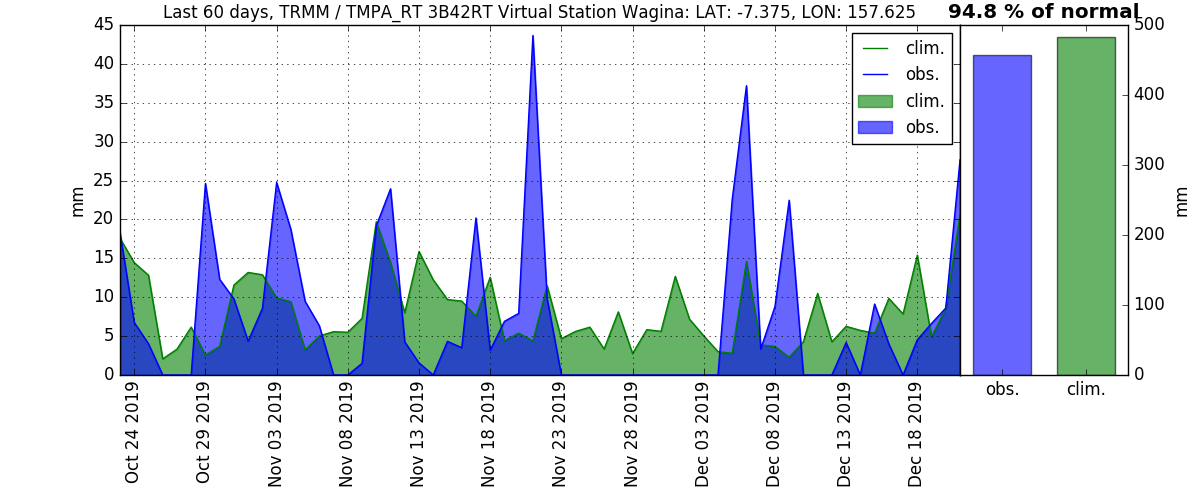 Last 60 days, TRMM / TMPA_RT 3B42RT Virtual Station Wagina: LAT: -7.375, LON: 157.625
94.8 % of normal
45
40
35
30
25
20
15
10
5
0
mm
clim.
obs.
clim.
obs.
500
400
300
200
100
0
mm
obs.
clim.
Oct 24 2019
Oct 29 2019
Nov 03 2019
Nov 08 2019
Nov 13 2019
Nov 18 2019
Nov 23 2019
Nov 28 2019
Dec 03 2019
Dec 08 2019
Dec 13 2019
Dec 18 2019